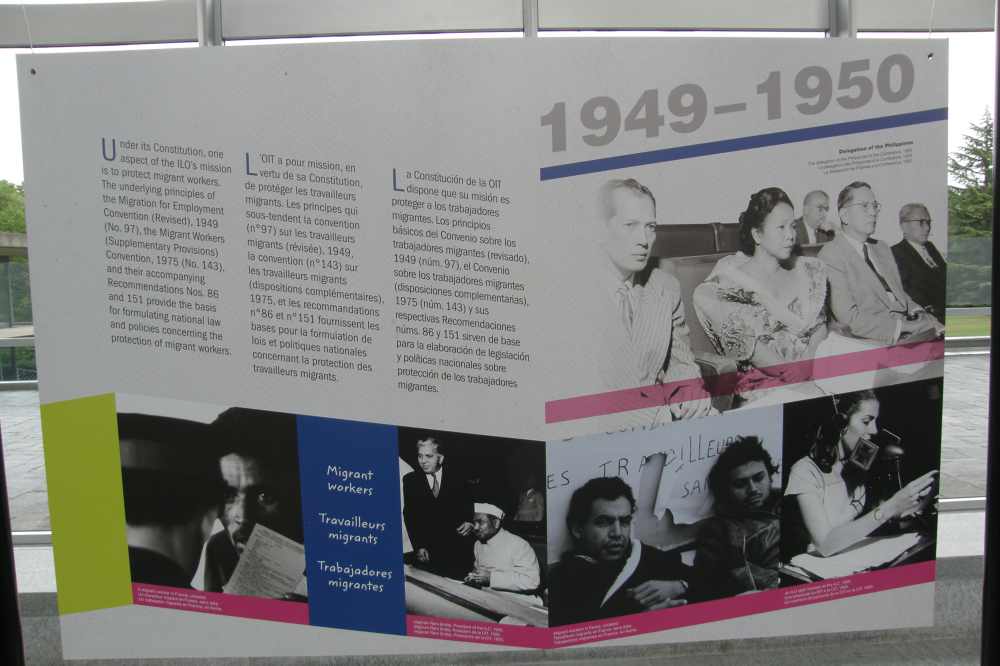 1949–1950
Under its Constitution, one
aspect of the ILO's mission
is to protect migrant workers.
The underlying principles of
the Migration for Employment
Convention (Revised), 1949
(No. 97), the Migrant Workers
(Supplementary Provisions)
Convention, 1975 (No. 143),
and their accompanying
Recommendations Nos. 86
and 151 provide the basis
for formulating national law
and policies concerning the
protection of migrant workers.
L'OIT a pour mission, en
vertu de sa Constitution,
de protéger les travailleurs
migrants. Les principes qui
sous-tendent la convention
(n°97) sur les travailleurs
migrants (révisée), 1949,
la convention (n°143) sur
les travailleurs migrants
(dispositions complémentaires),
1975, et les recommandations
n°86 et n°151 fournissent les
bases pour la formulation de
lois et politiques nationales
concernant la protection des
travailleurs migrants.
La Constitución de la OIT
dispone que su misión es
proteger a los trabajadores
migrantes. Los principios
básicos del Convenio sobre los
trabajadores migrantes (revisado),
1949 (núm. 97), el Convenio
sobre los trabajadores migrantes
(disposiciones complementarias),
1975 (núm. 143) y sus
respectivas Recomendaciones
núms. 86 y 151 sirven de base
para la elaboración de legislación
y políticas nacionales sobre
protección de los trabajadores
migrantes.
Delegation of the Philippines
Migrant
workers
Travailleurs
migrants
Trabajadores
migrantes